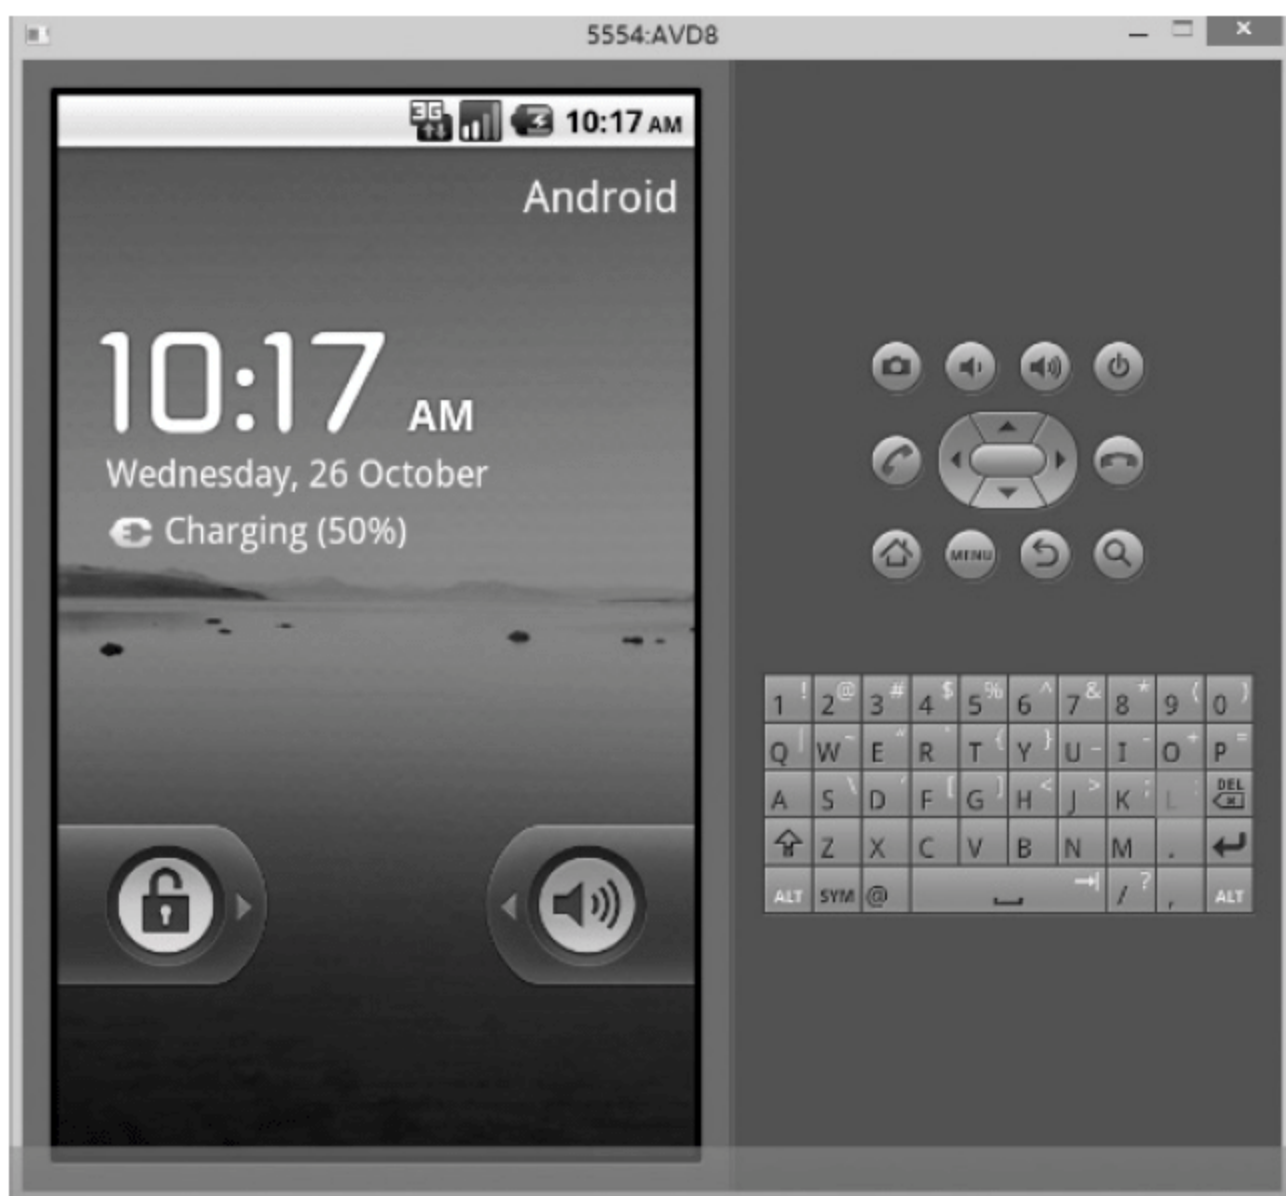 5554:AVD8
3G 10:17 AM
Android
10:17 AM
Wednesday, 26 October
Charging (50%)
MENU
1 ! 2 @ 3 # 4 $ 5 % 6 ^ 7 & 8 * 9 ( 0 )
Q | W ~ E " R ` T { Y } U _ I - O + P =
A S \ D ' F [ G ] H < J > K ; L : DEL
Z X C V B N M .
ALT SYM @ / ? , ALT